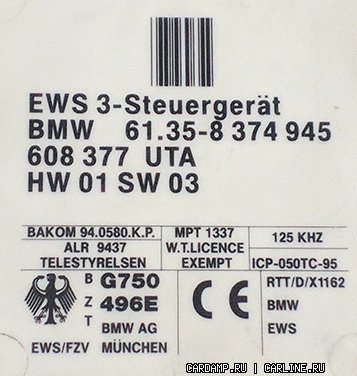 EWS 3-Steuergerät
BMW 61.35-8 374 945
608 377 UTA
HW 01 SW 03
BAKOM 94.0580.K.P.
ALR 9437
TELESTYRELSEN
MPT 1337
W.T.LICENCE
EXEMPT
125 KHZ
ICP-050TC-95
BZT
G750
496E
BMW AG
EWS/FZV MÜNCHEN
CE
RTT/D/X1162
BMW
EWS
CARDAMP.RU | CARLINE.RU